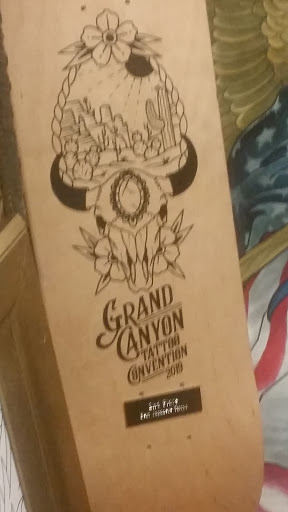 GRAND
CANYON
TATTOO
CONVENTION
2019